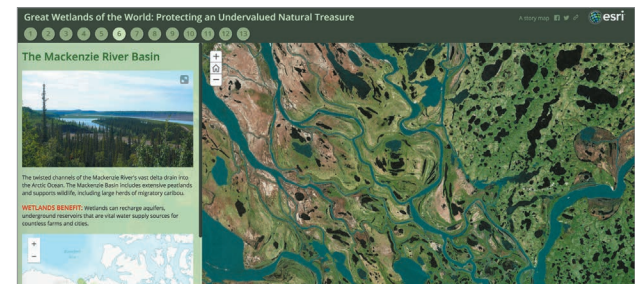 Great Wetlands of the World: Protecting an Undervalued Natural Treasure
A story map
esri
1 2 3 4 5 6 7 8 9 10 11 12 13
The Mackenzie River Basin
The twisted channels of the Mackenzie River's vast delta drain into
the Arctic Ocean. The Mackenzie Basin includes extensive peatlands
and supports wildlife, including large herds of migratory caribou.
WETLANDS BENEFIT: Wetlands can recharge aquifers,
underground reservoirs that are vital water supply sources for
countless farms and cities.